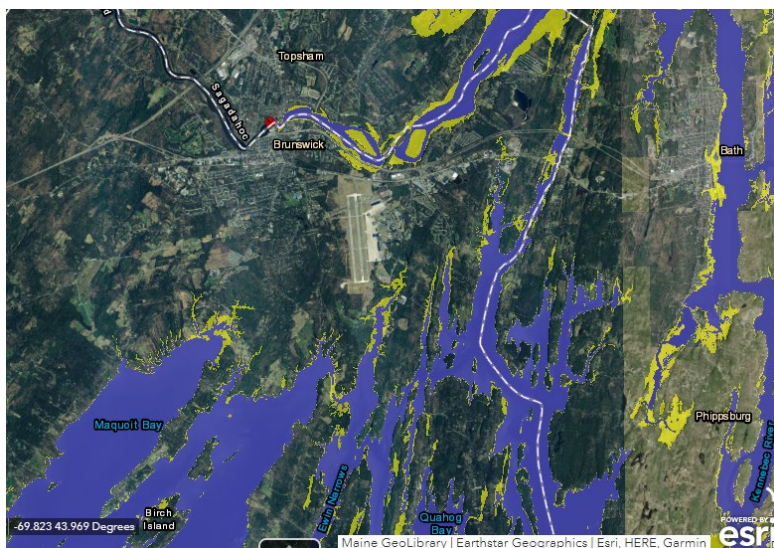 Topsham
Sagadahoc
Brunswick
Bath
Maquoit Bay
Phippsburg
Birch
Island
Ewin Narrows
Quahog
Bay
Kennebec River
-69.823 43.969 Degrees
Maine GeoLibrary | Earthstar Geographics | Esri, HERE, Garmin
POWERED BY
esri